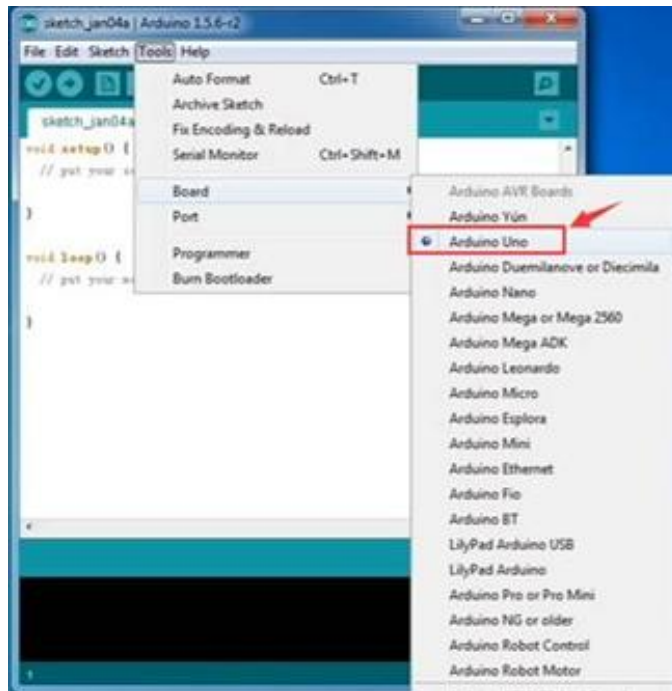 sketch_jan04a | Arduino 1.5.6-r2
File Edit Sketch Tools Help
Auto Format Ctrl+T
Archive Sketch
Fix Encoding & Reload
Serial Monitor Ctrl+Shift+M
Board
Port
Programmer
Burn Bootloader
sketch_jan04a
void setup() {
// put your
}
void loop() {
// put your
}
Arduino AVR Boards
Arduino Yún
Arduino Uno
Arduino Duemilanove or Diecimila
Arduino Nano
Arduino Mega or Mega 2560
Arduino Mega ADK
Arduino Leonardo
Arduino Micro
Arduino Esplora
Arduino Mini
Arduino Ethernet
Arduino Fio
Arduino BT
LilyPad Arduino USB
LilyPad Arduino
Arduino Pro or Pro Mini
Arduino NG or older
Arduino Robot Control
Arduino Robot Motor
1